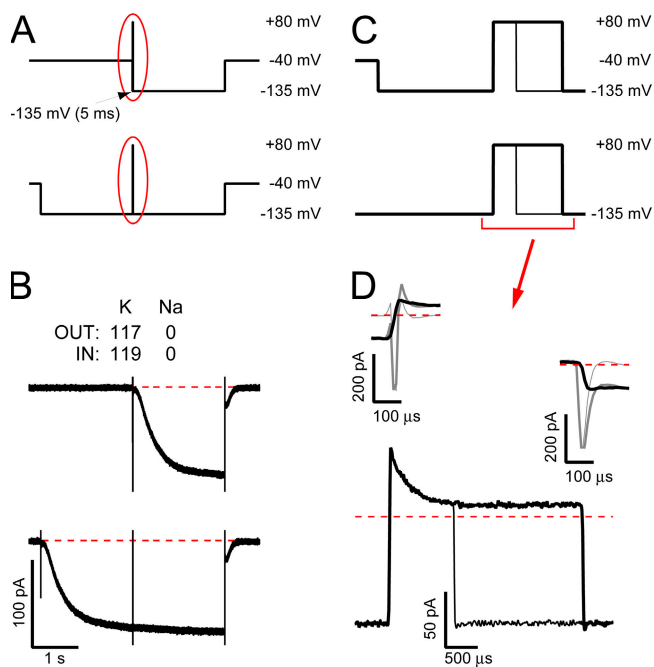 A
+80 mV
-40 mV
-135 mV
-135 mV (5 ms)
+80 mV
-40 mV
-135 mV
C
+80 mV
-40 mV
-135 mV
+80 mV
-135 mV
B
K Na
OUT: 117 0
IN: 119 0
100 pA
1 s
D
200 pA
100 µs
200 pA
100 µs
50 pA
500 µs